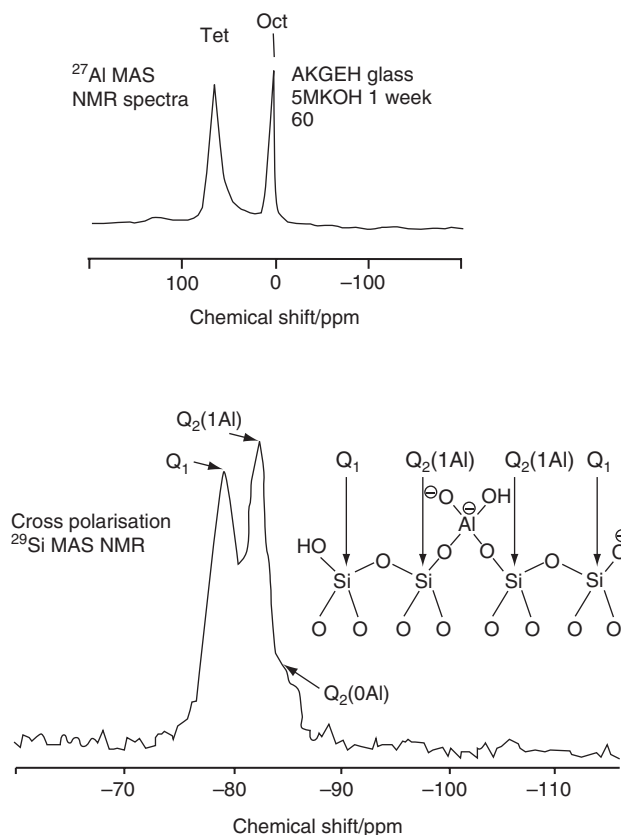 Tet
Oct
27Al MAS
NMR spectra
AKGEH glass
5MKOH 1 week
60
100
0
−100
Chemical shift/ppm
Q2(1Al)
Q1
Cross polarisation
29Si MAS NMR
Q2(0Al)
Q1
Q2(1Al)
Q2(1Al)
Q1
⊖O
⊖
OH
Al
HO
O
O
O
O
⊖
O
Si
Si
Si
Si
O
O
O
O
O
O
O
O
−70
−80
−90
−100
−110
Chemical shift/ppm